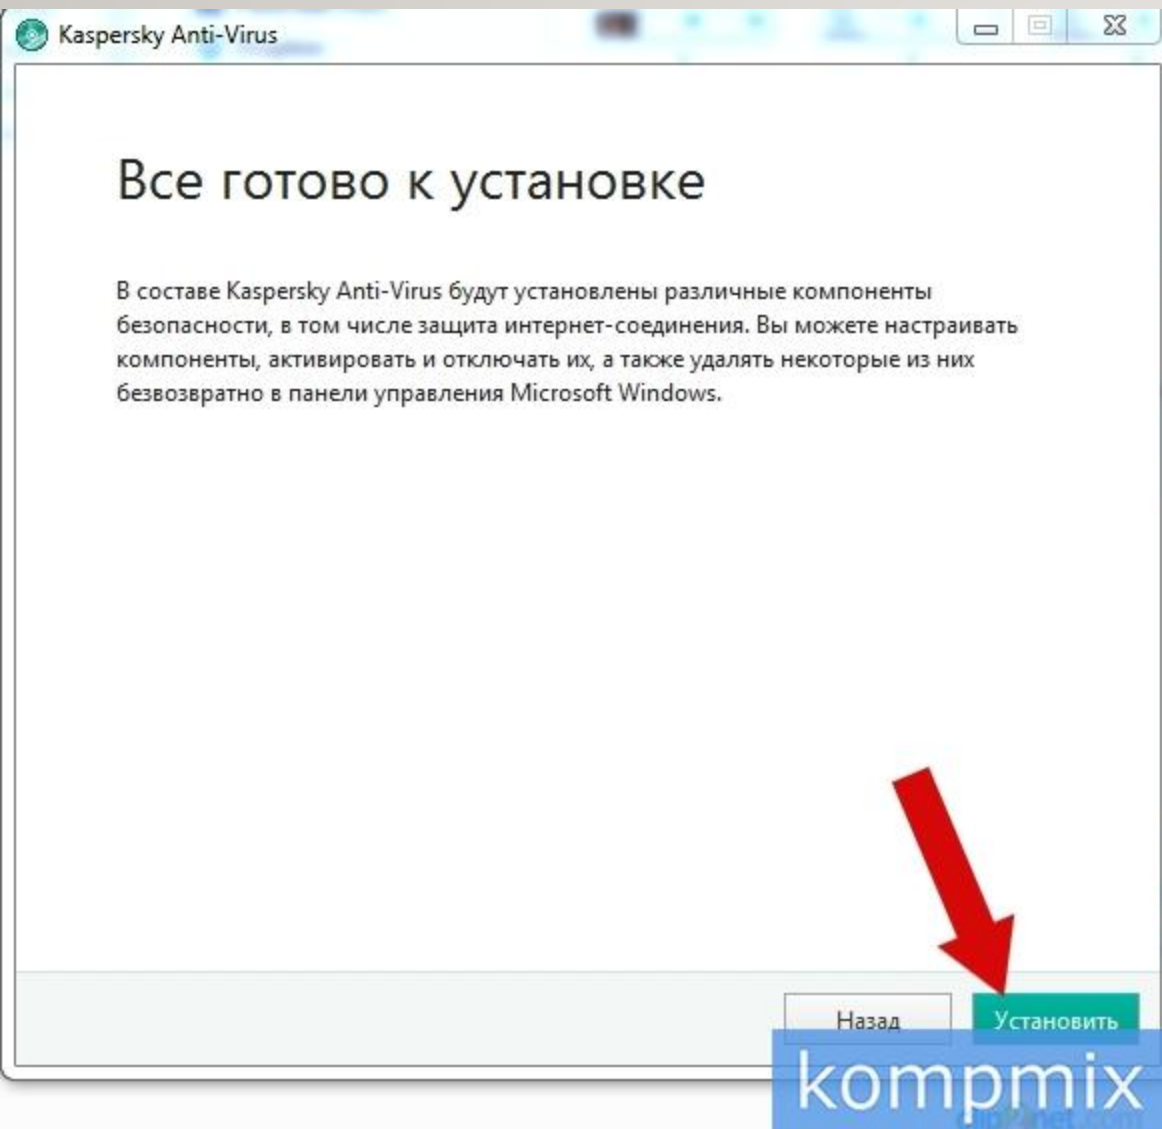 Kaspersky Anti-Virus
Все готово к установке
В составе Kaspersky Anti-Virus будут установлены различные компоненты
безопасности, в том числе защита интернет-соединения. Вы можете настраивать
компоненты, активировать и отключать их, а также удалять некоторые из них
безвозвратно в панели управления Microsoft Windows.
Назад Установить
kompmix
clip2net.com